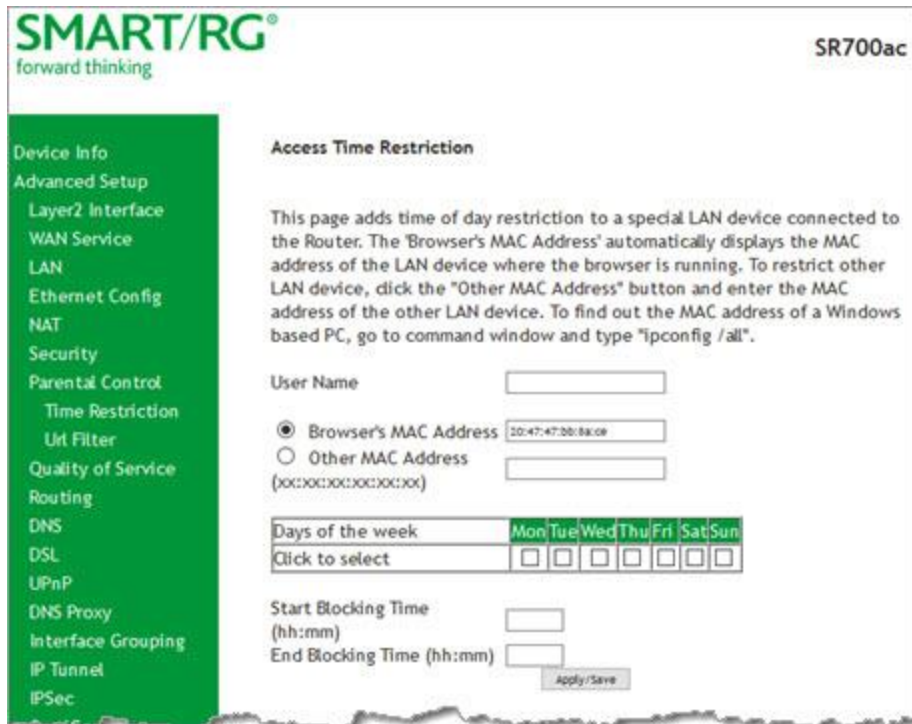 SMART/RG®
forward thinking
SR700ac
Device Info
Advanced Setup
Layer2 Interface
WAN Service
LAN
Ethernet Config
NAT
Security
Parental Control
Time Restriction
Url Filter
Quality of Service
Routing
DNS
DSL
UPnP
DNS Proxy
Interface Grouping
IP Tunnel
IPSec
Access Time Restriction
This page adds time of day restriction to a special LAN device connected to
the Router. The 'Browser's MAC Address' automatically displays the MAC
address of the LAN device where the browser is running. To restrict other
LAN device, click the "Other MAC Address" button and enter the MAC
address of the other LAN device. To find out the MAC address of a Windows
based PC, go to command window and type "ipconfig /all".
User Name
Browser's MAC Address 20:47:47:bb:8a:ce
Other MAC Address
(xx:xx:xx:xx:xx:xx)
Days of the week Mon Tue Wed Thu Fri Sat Sun
Click to select
Start Blocking Time
(hh:mm)
End Blocking Time (hh:mm)
Apply/Save